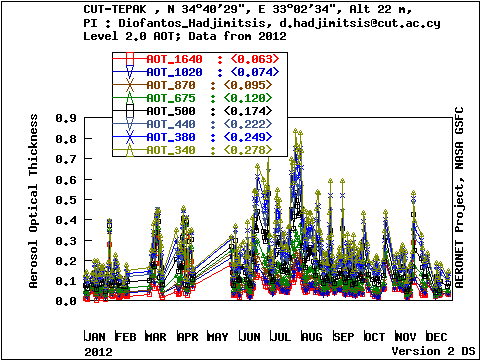 CUT-TEPAK , N 34°40'29", E 33°02'34", Alt 22 m,
PI : Diofantos_Hadjimitsis, d.hadjimitsis@cut.ac.cy
Level 2.0 AOT; Data from 2012
AOT_1640 : <0.063>
AOT_1020 : <0.074>
AOT_870 : <0.095>
AOT_675 : <0.120>
AOT_500 : <0.174>
AOT_440 : <0.222>
AOT_380 : <0.249>
AOT_340 : <0.278>
Aerosol Optical Thickness
0.9
0.8
0.7
0.6
0.5
0.4
0.3
0.2
0.1
0.0
AERONET Project, NASA GSFC
JAN FEB MAR APR MAY JUN JUL AUG SEP OCT NOV DEC
2012
Version 2 DS